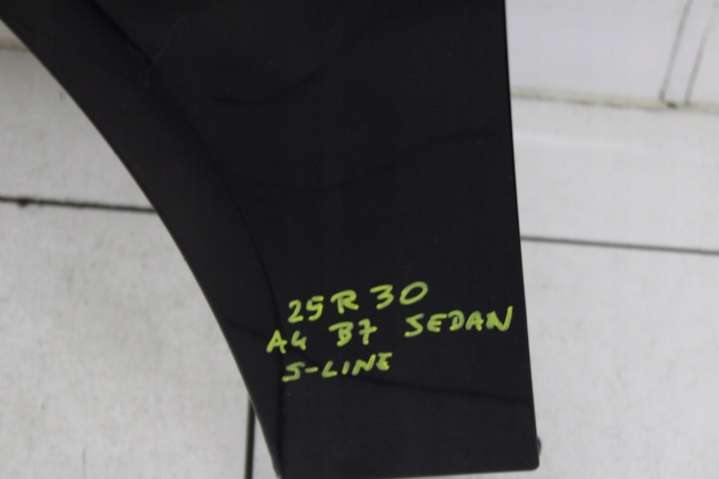 25R30
A4 B7 SEDAN
S-LINE